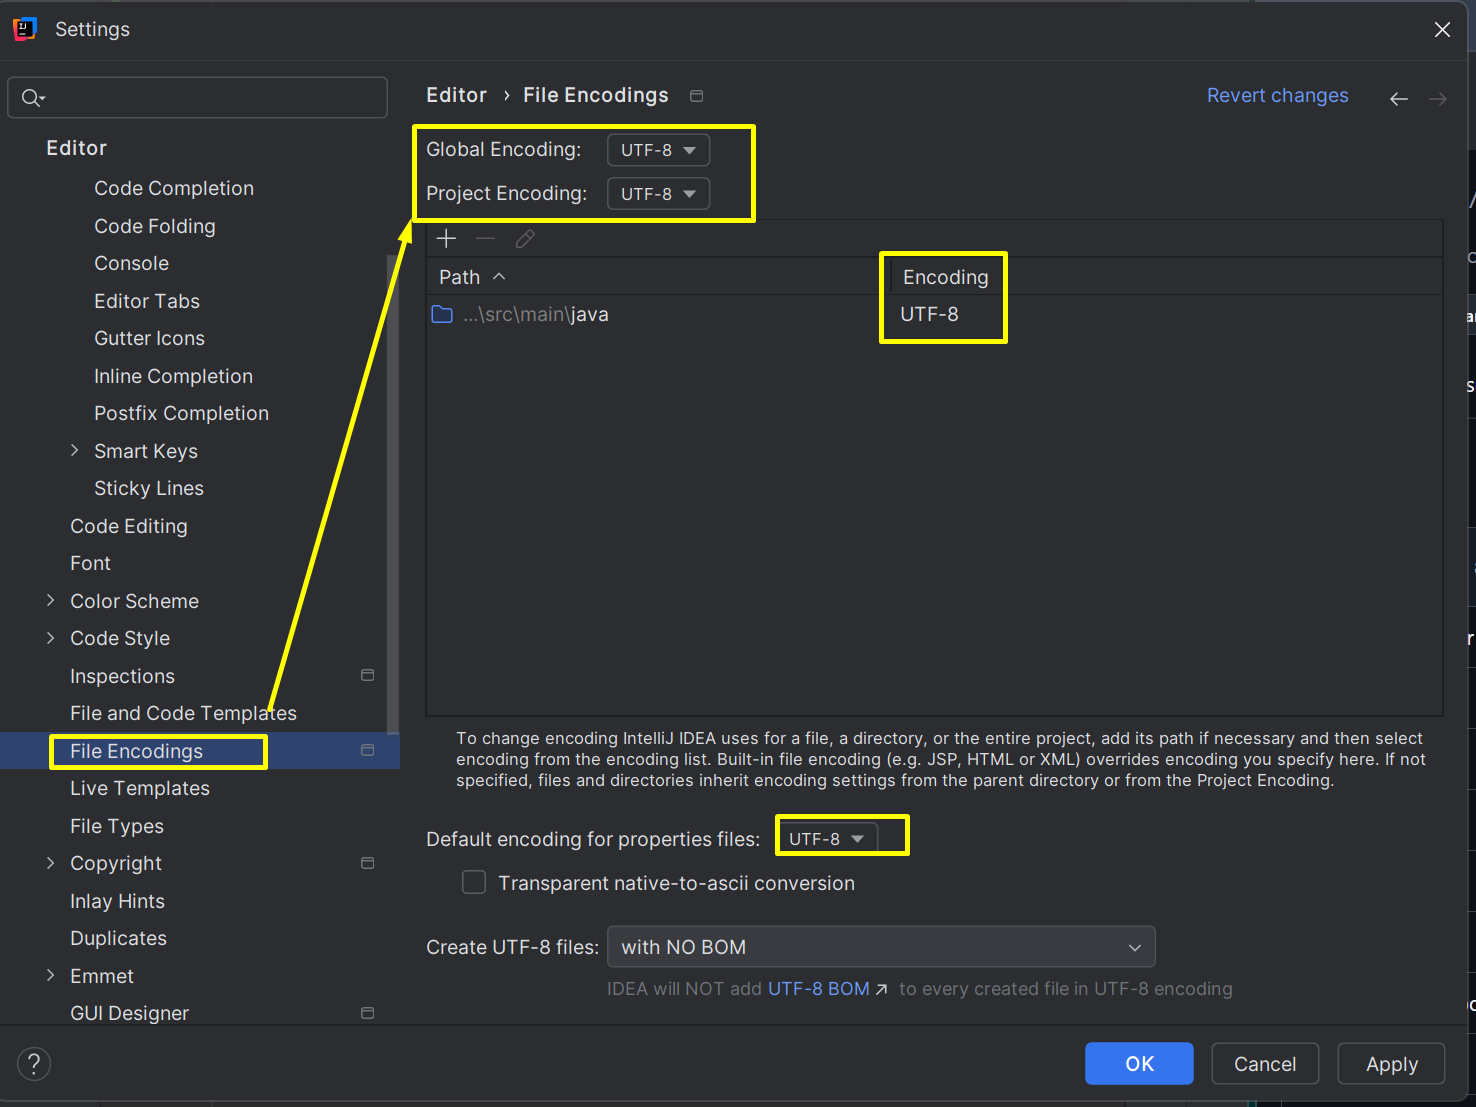 Settings
Editor › File Encodings
Revert changes
Editor
Code Completion
Code Folding
Console
Editor Tabs
Gutter Icons
Inline Completion
Postfix Completion
Smart Keys
Sticky Lines
Code Editing
Font
Color Scheme
Code Style
Inspections
File and Code Templates
File Encodings
Live Templates
File Types
Copyright
Inlay Hints
Duplicates
Emmet
GUI Designer
Global Encoding: UTF-8
Project Encoding: UTF-8
Path Encoding
...\src\main\java UTF-8
To change encoding IntelliJ IDEA uses for a file, a directory, or the entire project, add its path if necessary and then select
encoding from the encoding list. Built-in file encoding (e.g. JSP, HTML or XML) overrides encoding you specify here. If not
specified, files and directories inherit encoding settings from the parent directory or from the Project Encoding.
Default encoding for properties files: UTF-8
Transparent native-to-ascii conversion
Create UTF-8 files: with NO BOM
IDEA will NOT add UTF-8 BOM ↗ to every created file in UTF-8 encoding
?
OK Cancel Apply